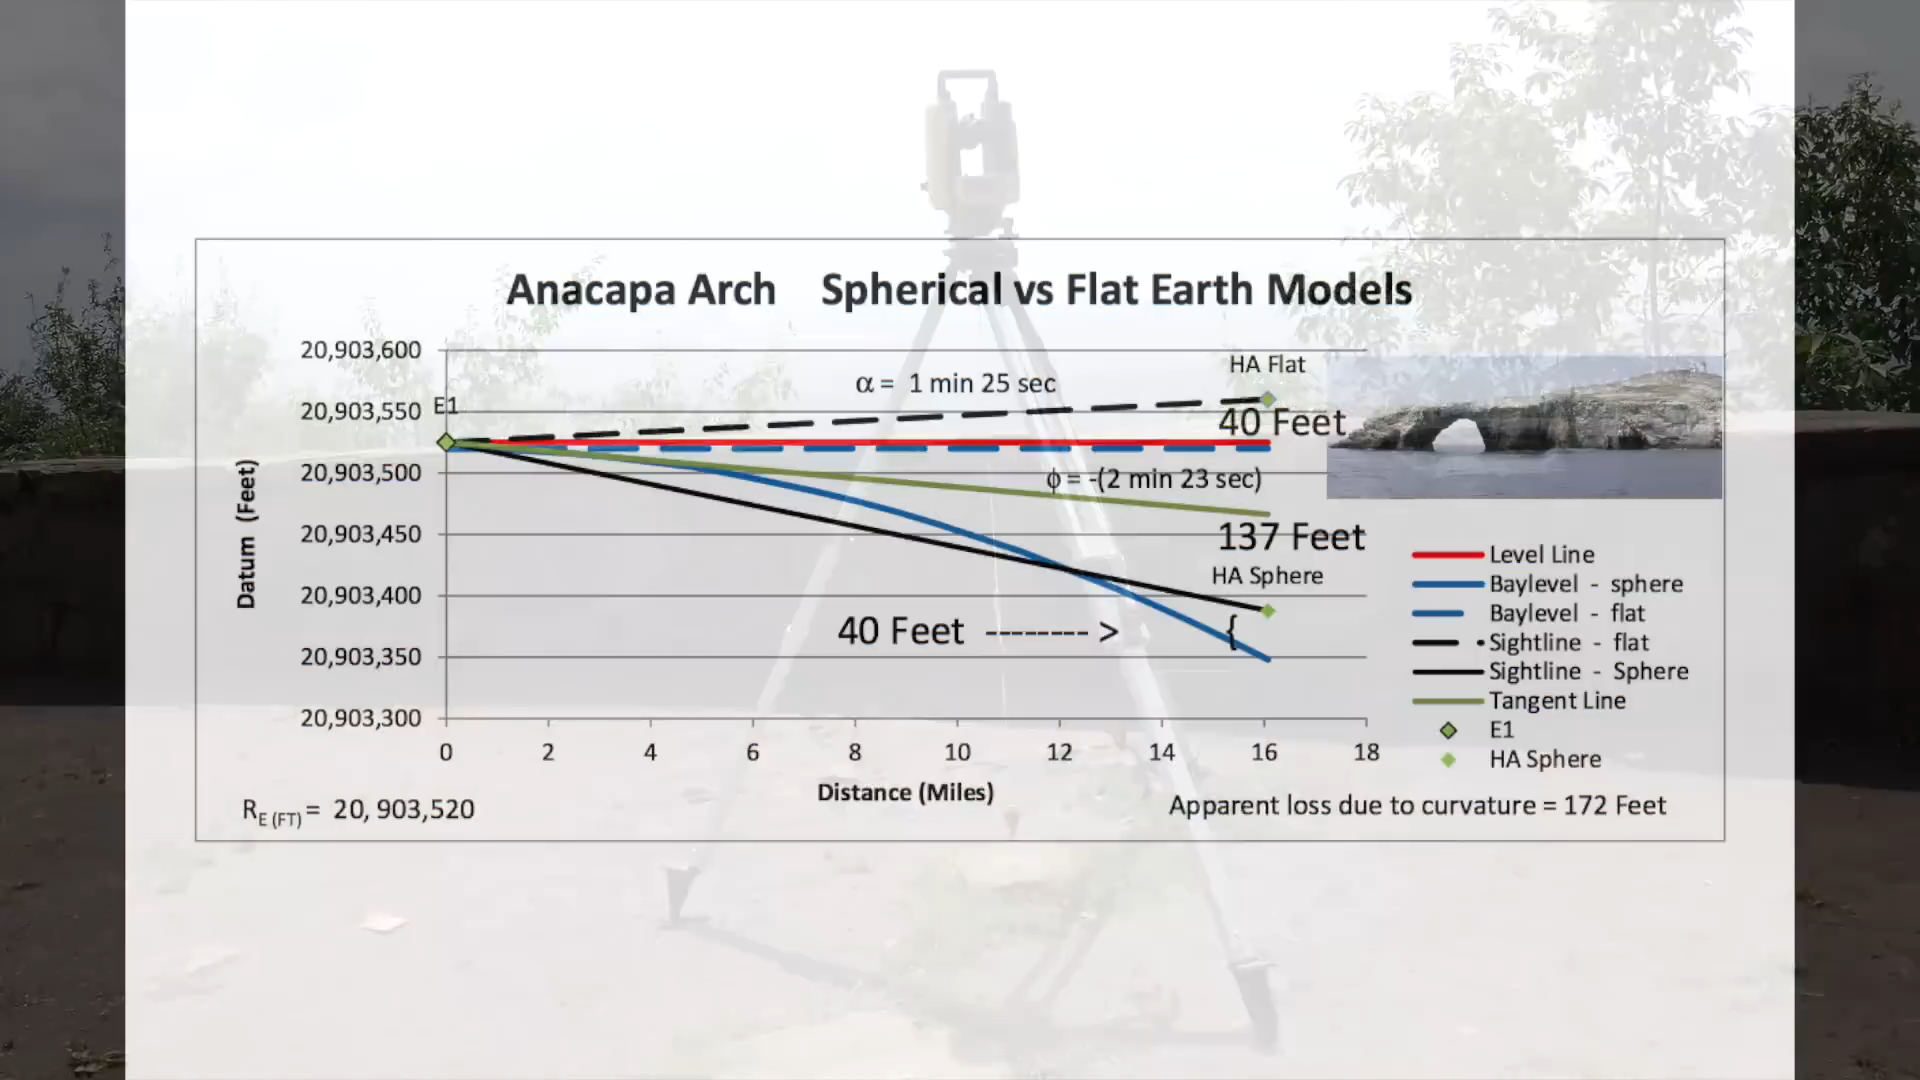 Anacapa Arch Spherical vs Flat Earth Models
20,903,600
20,903,550
20,903,500
20,903,450
20,903,400
20,903,350
20,903,300
Datum (Feet)
E1
α = 1 min 25 sec
HA Flat
40 Feet
ϕ = -(2 min 23 sec)
137 Feet
HA Sphere
40 Feet -------- >
{
0 2 4 6 8 10 12 14 16 18
Distance (Miles)
Level Line
Baylevel - sphere
Baylevel - flat
Sightline - flat
Sightline - Sphere
Tangent Line
E1
HA Sphere
RE (FT) = 20, 903,520
Apparent loss due to curvature = 172 Feet